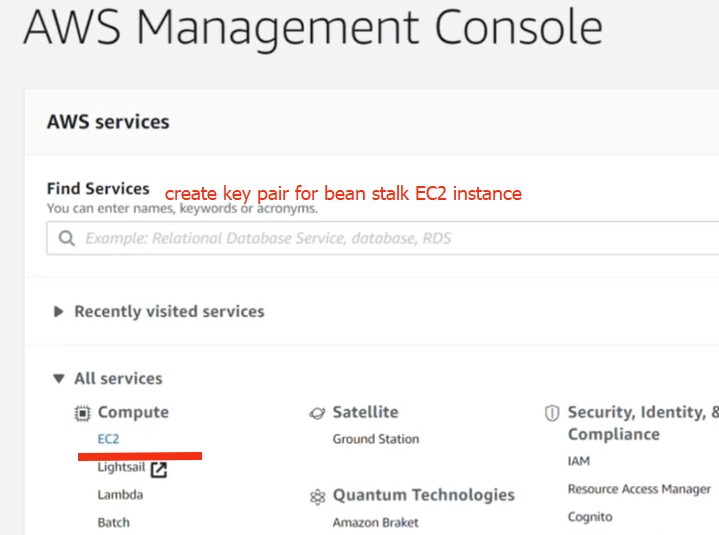 AWS Management Console
AWS services
Find Services create key pair for bean stalk EC2 instance
You can enter names, keywords or acronyms.
Example: Relational Database Service, database, RDS
Recently visited services
All services
Compute
EC2
Lightsail
Lambda
Batch
Satellite
Ground Station
Quantum Technologies
Amazon Braket
Security, Identity, &
Compliance
IAM
Resource Access Manager
Cognito